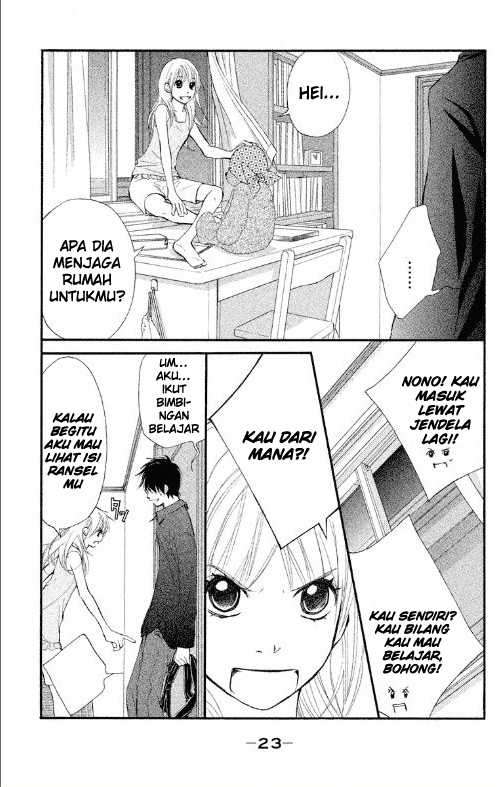 HEI...
APA DIA
MENJAGA
RUMAH
UNTUKMU?
......
NONO! KAU
MASUK
LEWAT
JENDELA
LAGI!
KAU SENDIRI?
KAU BILANG
KAU MAU
BELAJAR,
BOHONG!
KAU DARI
MANA?!
UM...
AKU...
IKUT
BIMBI-
NGAN
BELAJAR
KALAU
BEGITU
AKU MAU
LIHAT ISI
RANSEL
MU
-23-